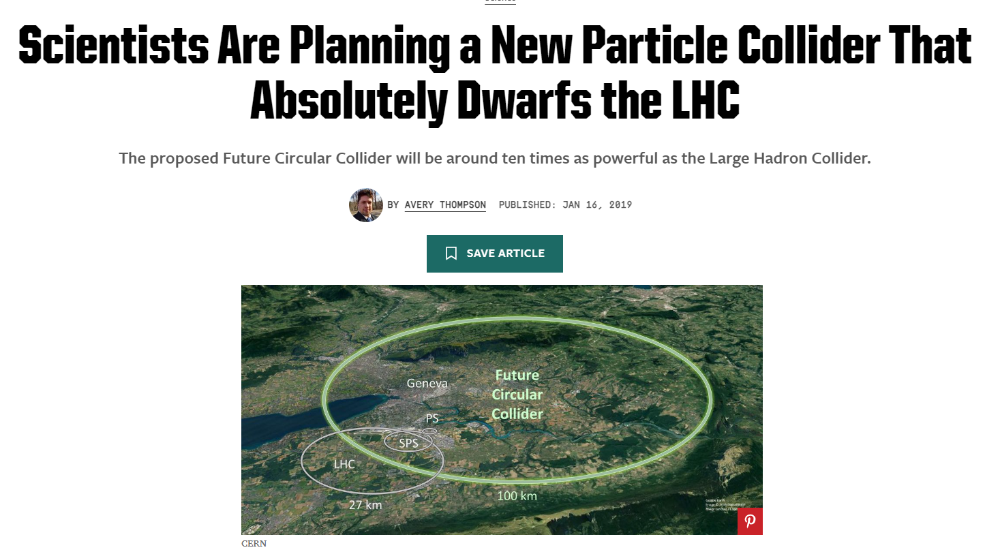 Scientists Are Planning a New Particle Collider That
Absolutely Dwarfs the LHC
The proposed Future Circular Collider will be around ten times as powerful as the Large Hadron Collider.
BY AVERY THOMPSON PUBLISHED: JAN 16, 2019
SAVE ARTICLE
Future
Circular
Collider
Geneva
PS
SPS
LHC
100 km
27 km
Google Earth
CERN